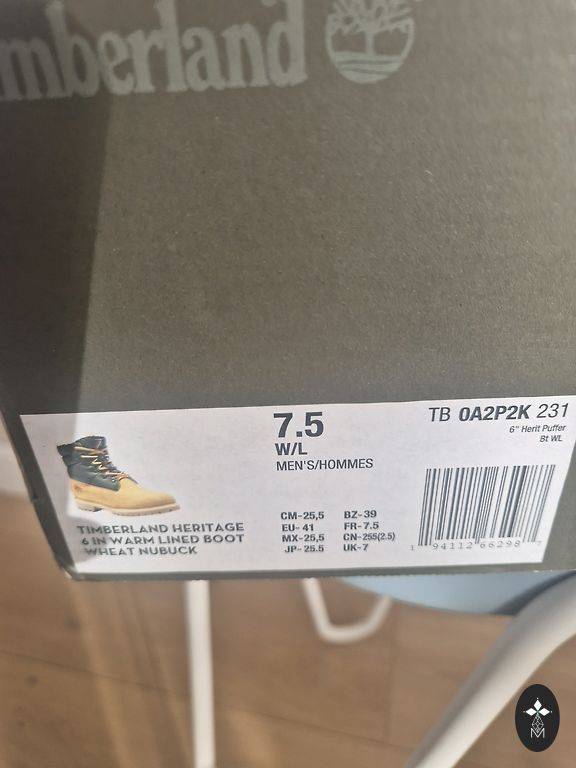 mberland
7.5
W/L
MEN'S/HOMMES
TB 0A2P2K 231
6" Herit Puffer
Bt WL
TIMBERLAND HERITAGE
6 IN WARM LINED BOOT
WHEAT NUBUCK
CM-25,5 BZ-39
EU- 41 FR-7.5
MX-25,5 CN-255(2.5)
JP- 25.5 UK-7
1 94112 66298 7
M